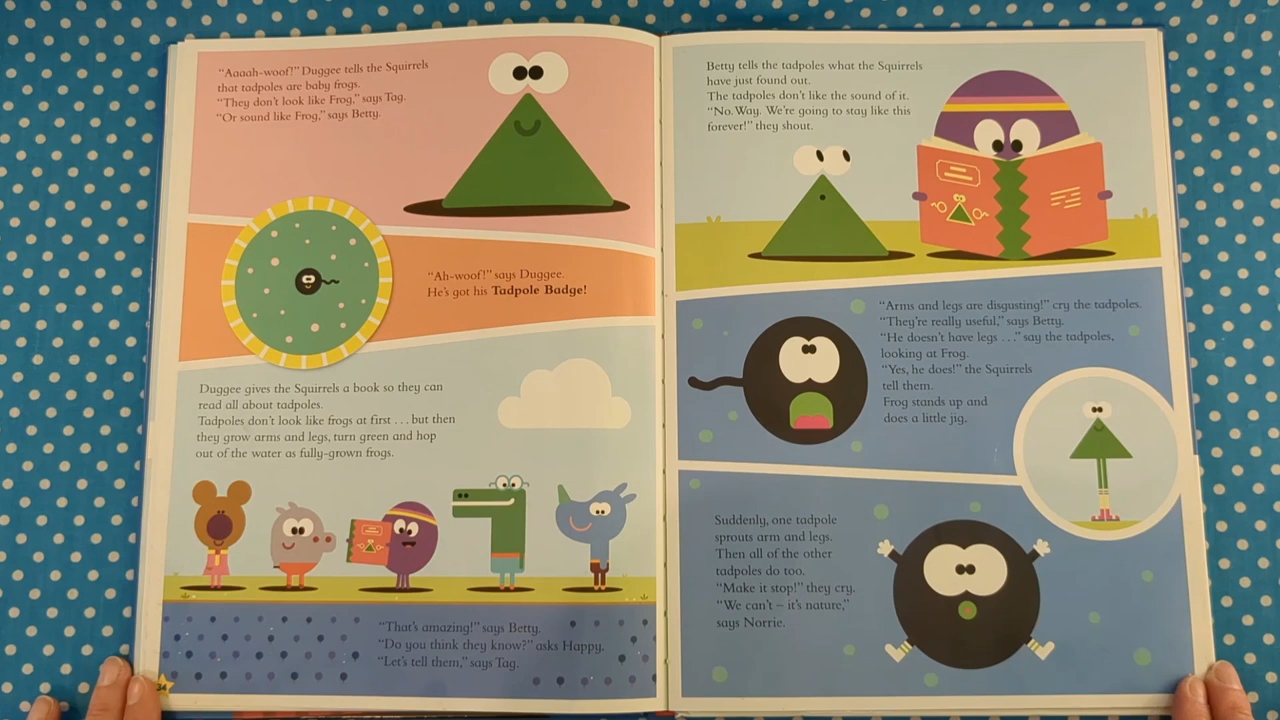 "Aaaah-woof!" Duggee tells the Squirrels
that tadpoles are baby frogs.
"They don't look like Frog," says Tag.
"Or sound like Frog," says Betty.
"Ah-woof!" says Duggee.
He's got his Tadpole Badge!
Duggee gives the Squirrels a book so they can
read all about tadpoles.
Tadpoles don't look like frogs at first . . . but then
they grow arms and legs, turn green and hop
out of the water as fully-grown frogs.
"That's amazing!" says Betty.
"Do you think they know?" asks Happy.
"Let's tell them," says Tag.
34
Betty tells the tadpoles what the Squirrels
have just found out.
The tadpoles don't like the sound of it.
"No. Way. We're going to stay like this
forever!" they shout.
"Arms and legs are disgusting!" cry the tadpoles.
"They're really useful," says Betty.
"He doesn't have legs . . ." say the tadpoles,
looking at Frog.
"Yes, he does!" the Squirrels
tell them.
Frog stands up and
does a little jig.
Suddenly, one tadpole
sprouts arm and legs.
Then all of the other
tadpoles do too.
"Make it stop!" they cry.
"We can't – it's nature,"
says Norrie.